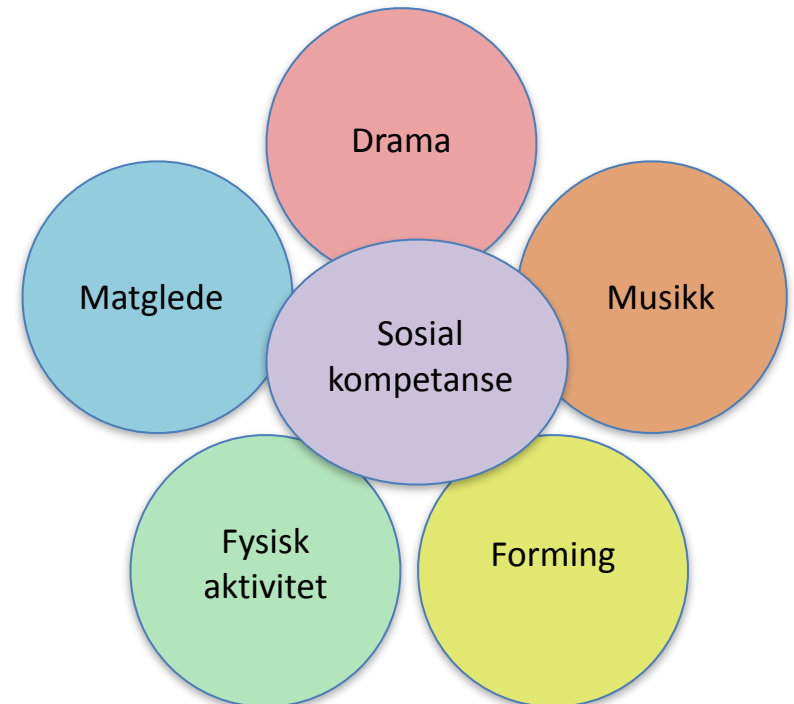 Drama
Matglede
Musikk
Sosial
kompetanse
Fysisk
aktivitet
Forming